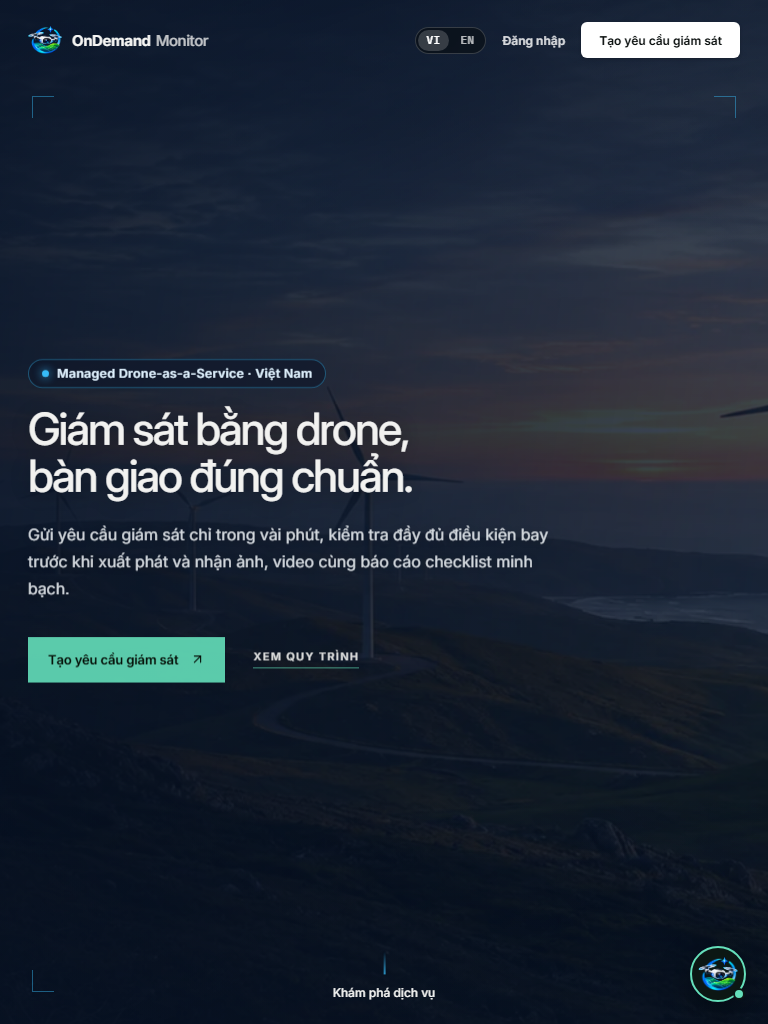 OnDemand Monitor
VI EN
Đăng nhập
Tạo yêu cầu giám sát
Managed Drone-as-a-Service · Việt Nam
Giám sát bằng drone,
bàn giao đúng chuẩn.
Gửi yêu cầu giám sát chỉ trong vài phút, kiểm tra đầy đủ điều kiện bay
trước khi xuất phát và nhận ảnh, video cùng báo cáo checklist minh
bạch.
Tạo yêu cầu giám sát
XEM QUY TRÌNH
Khám phá dịch vụ